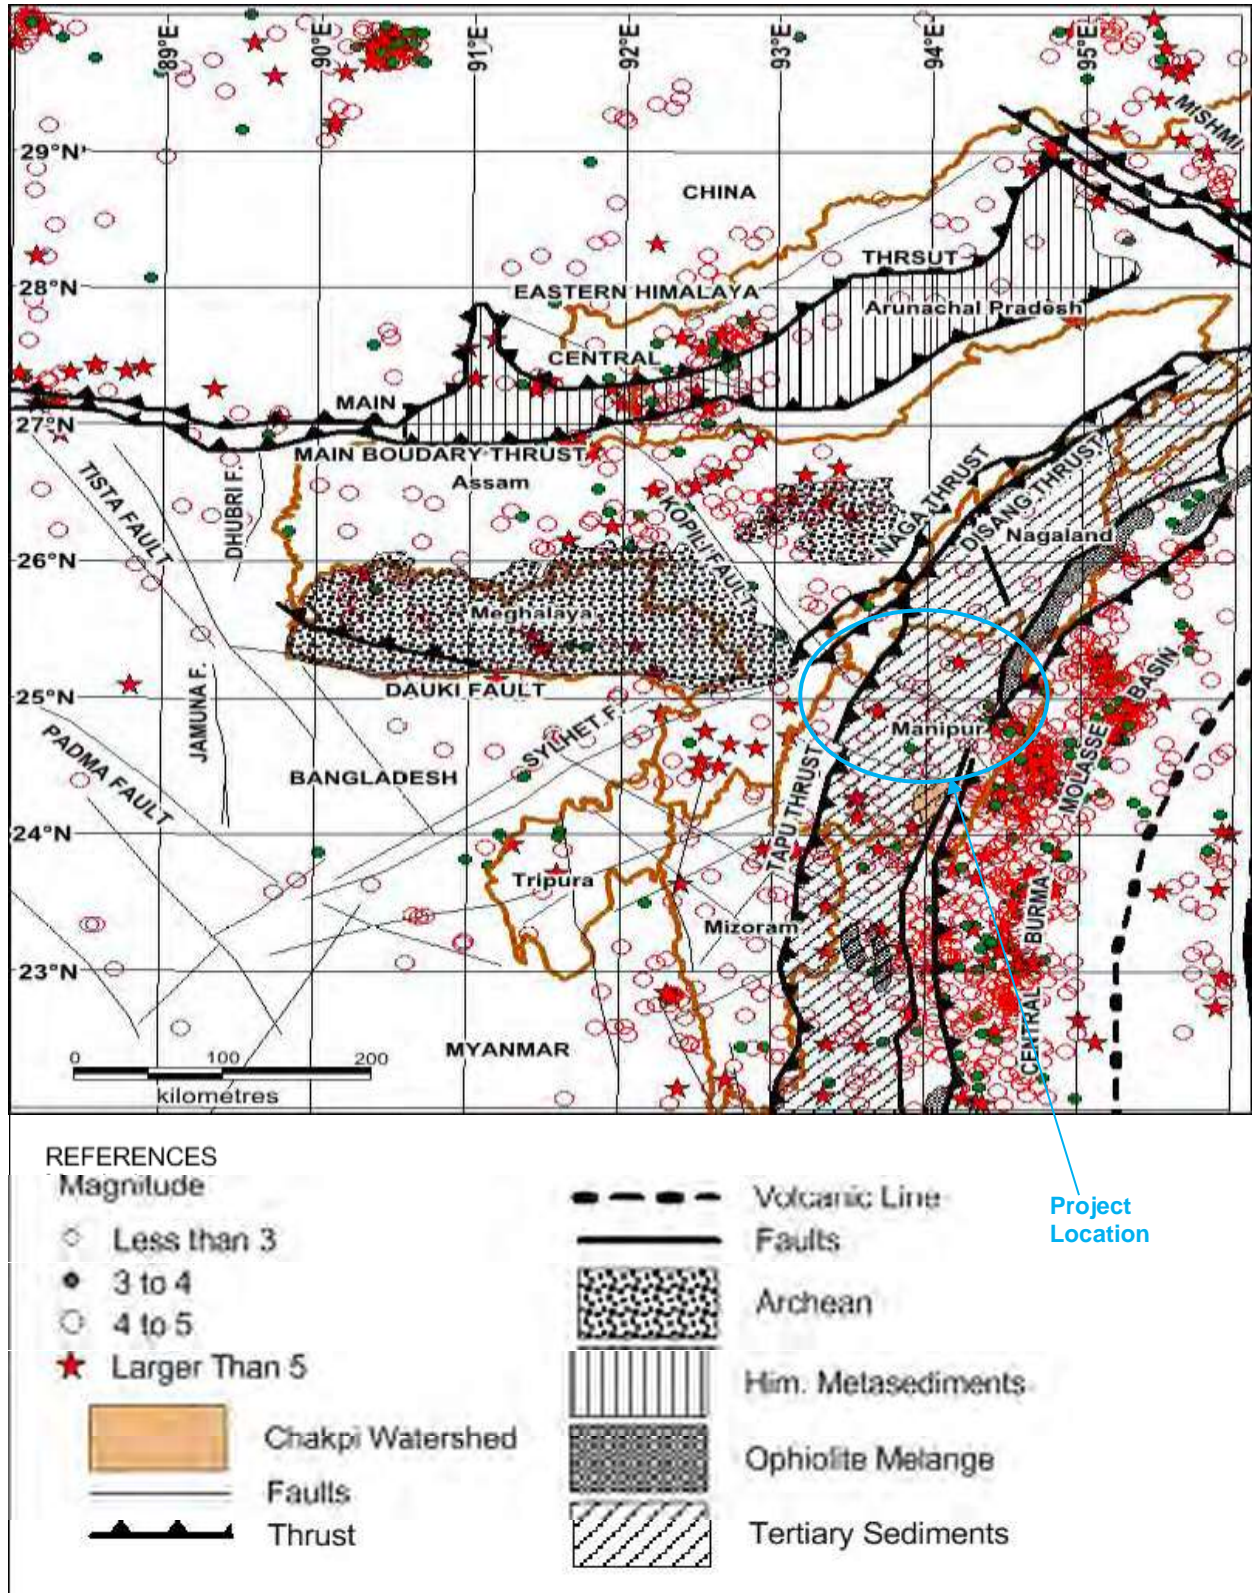 89°E
90°E
91°E
92°E
93°E
94°E
95°E
MISHMI
29°N
CHINA
THRSUT
28°N
EASTERN HIMALAYA
Arunachal Pradesh
CENTRAL
MAIN
27°N
MAIN BOUDARY THRUST
Assam
TISTA FAULT
DHUBRI F.
KOPILI FAULT
NAGA THRUST
DISANG THRUST
Nagaland
26°N
Meghalaya
25°N
DAUKI FAULT
JAMUNA F.
SYLHET F.
Manipur
MOLASSE BASIN
PADMA FAULT
BANGLADESH
TAPU THRUST
24°N
Tripura
Mizoram
CENTRAL BURMA
23°N
MYANMAR
0 100 200
kilometres
REFERENCES
Magnitude
Less than 3
3 to 4
4 to 5
Larger Than 5
Chakpi Watershed
Faults
Thrust
Volcanic Line
Faults
Archean
Him. Metasediments
Ophiolite Melange
Tertiary Sediments
Project
Location